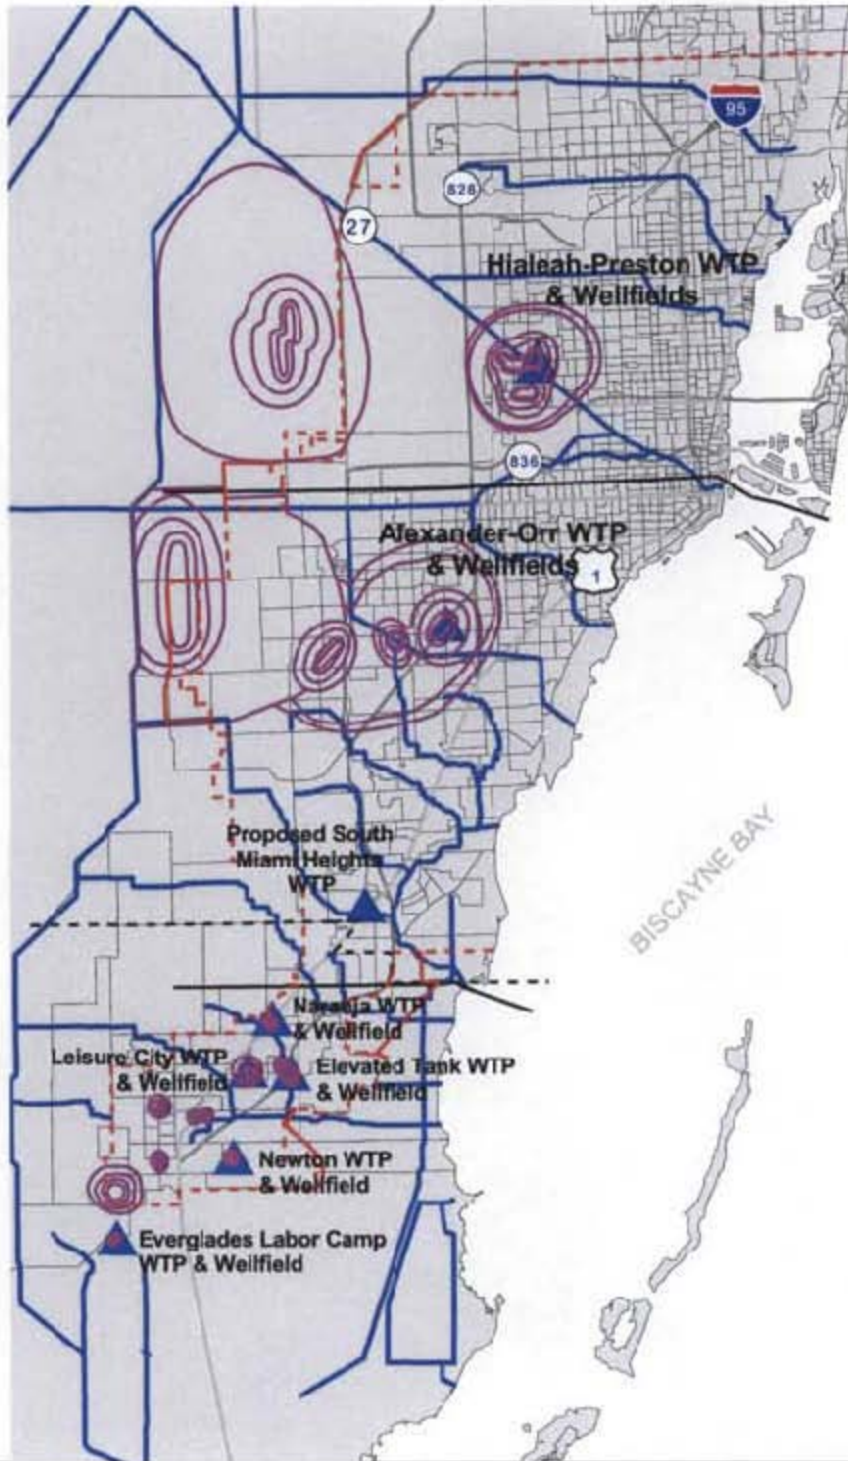 95
828
27
Hialeah-Preston WTP
& Wellfields
836
Alexander-Orr WTP
& Wellfields
1
BISCAYNE BAY
Proposed South
Miami Heights
WTP
Naranja WTP
& Wellfield
Leisure City WTP
& Wellfield
Elevated Tank WTP
& Wellfield
Newton WTP
& Wellfield
Everglades Labor Camp
WTP & Wellfield